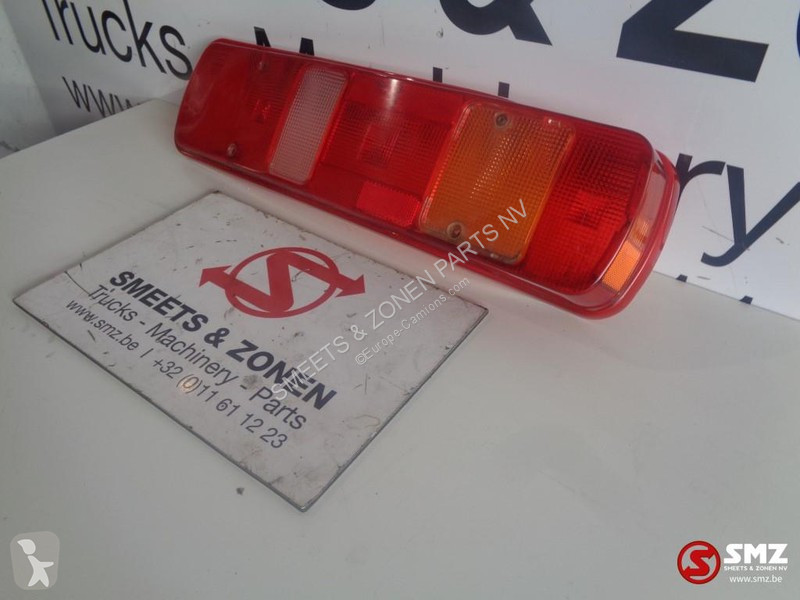 & Z
Trucks
www
SMEETS & ZONEN
Trucks - Machinery - Parts
www.smz.be | +32 (0)11 61 12 23
SMEETS & ZONEN PARTS NV
©Europe-Camions.com
SMZ
SMEETS & ZONEN NV
www.smz.be